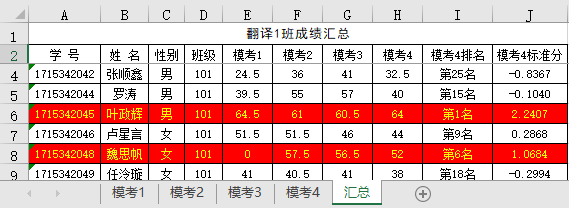 A B C D E F G H I J
1 翻译1班成绩汇总
2 学 号 姓 名 性别 班级 模考1 模考2 模考3 模考4 模考4排名 模考4标准分
4 1715342042 张顺鑫 男 101 24.5 36 41 32.5 第25名 -0.8367
5 1715342044 罗涛 男 101 39.5 55 57 40 第15名 -0.1040
6 1715342045 叶政辉 男 101 64.5 61 60.5 64 第1名 2.2407
7 1715342046 卢星言 女 101 51.5 51.5 46 44 第9名 0.2868
8 1715342048 魏思帆 女 101 0 57.5 56.5 52 第6名 1.0684
9 1715342049 任泠璇 女 101 41 40.5 41 38 第18名 -0.2994
模考1 模考2 模考3 模考4 汇总